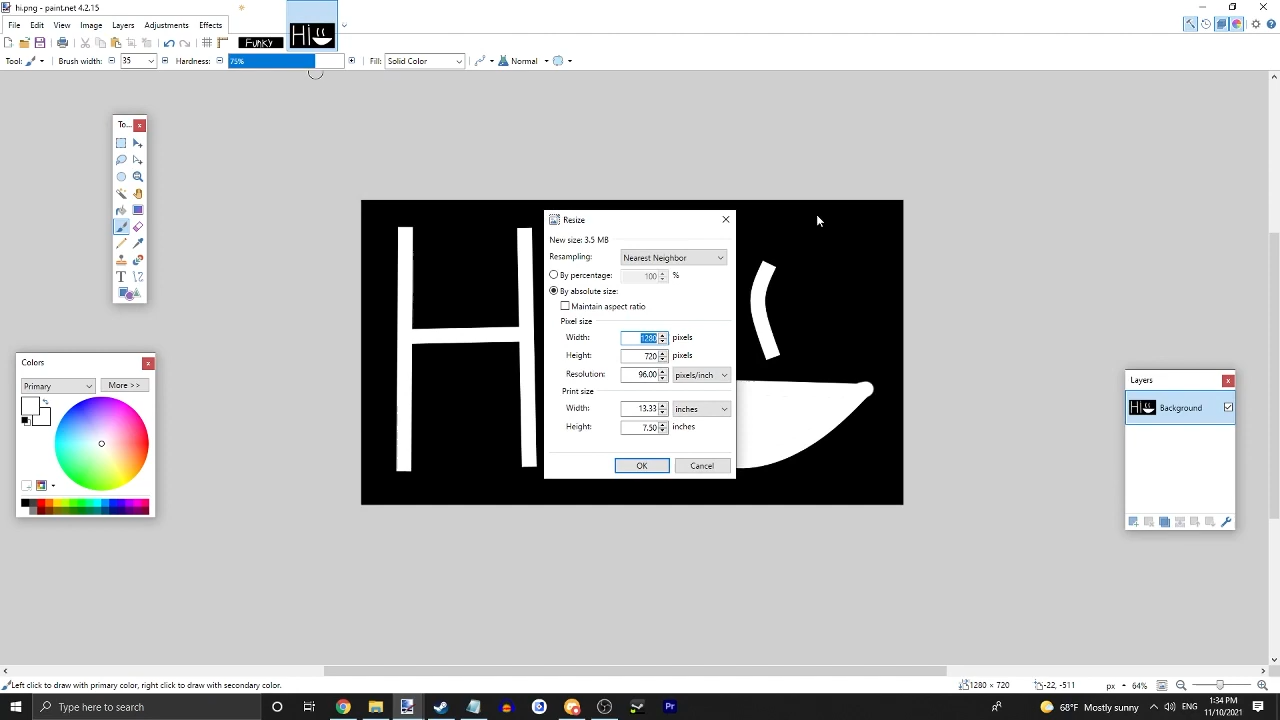 hi.png - paint.net 4.2.15
File Edit View Image Layers Adjustments Effects
Funky
Hi
Tool: Brush width: 35 Hardness: 75% Fill: Solid Color Normal
To...
Resize
New size: 3.5 MB
Resampling: Nearest Neighbor
By percentage: 100 %
By absolute size:
Maintain aspect ratio
Pixel size
Width: 1280 pixels
Height: 720 pixels
Resolution: 96.00 pixels/inch
Print size
Width: 13.33 inches
Height: 7.50 inches
OK Cancel
H
Colors
Primary More >>
Layers
Hi Background
Left click to draw with primary color, right click to draw with secondary color.
1280 × 720 -22, -511 px 64%
Type here to search
Pr
83°F Mostly sunny
1:34 PM
11/10/2021